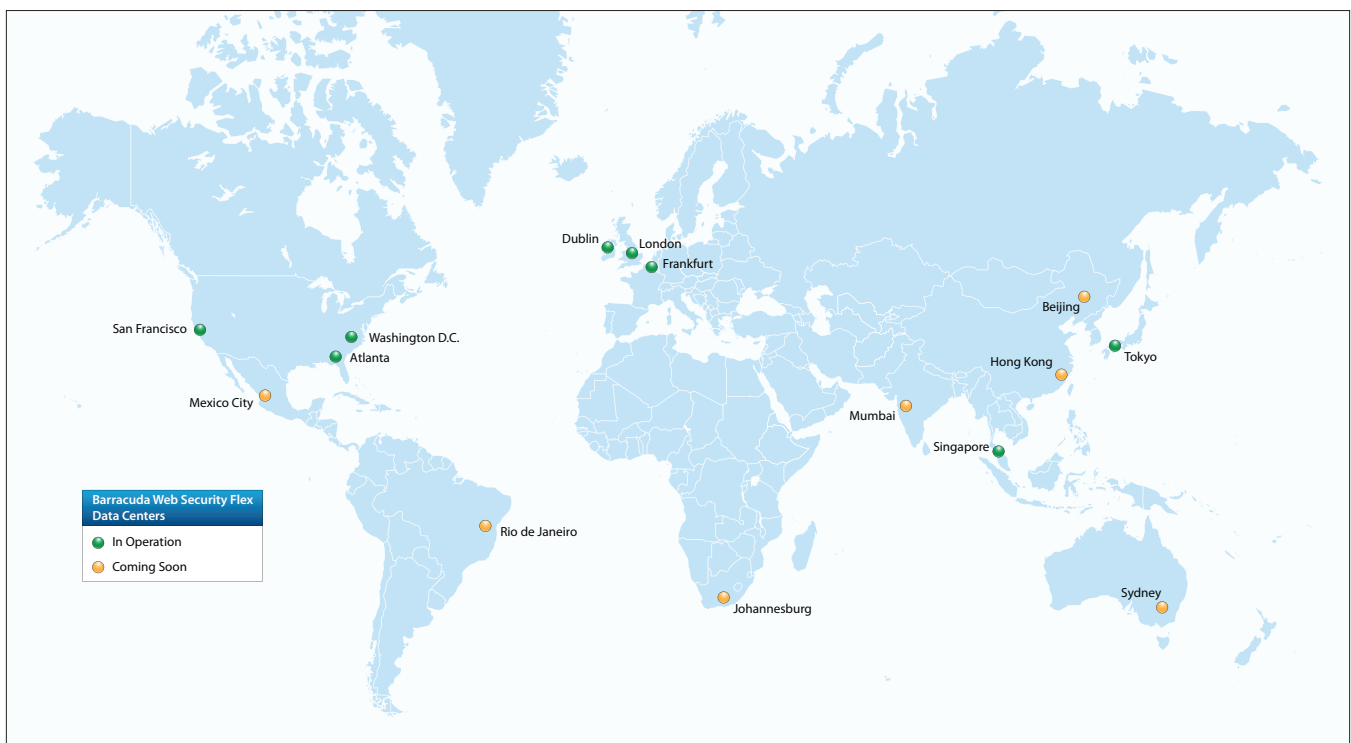 Dublin
London
Frankfurt
Beijing
San Francisco
Washington D.C.
Atlanta
Tokyo
Hong Kong
Mexico City
Mumbai
Singapore
Barracuda Web Security Flex
Data Centers
In Operation
Coming Soon
Rio de Janeiro
Johannesburg
Sydney